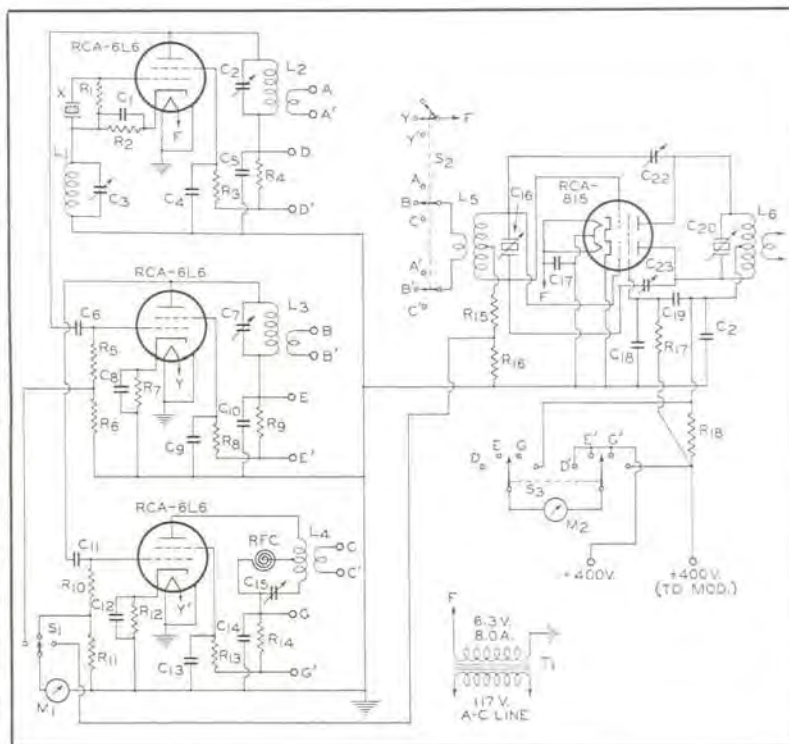 RCA-6L6
X
R1
C1
R2
F
C2
L2
A
A'
L1
C3
C4
C5
R3
R4
D
D'
RCA-6L6
C6
R5
C8
R7
R6
Y
C7
L3
B
B'
C9
C10
R8
R9
E
E'
RCA-6L6
C11
R10
C12
R12
R11
Y'
S1
M1
RFC
L4
C
C'
C15
C13
C14
R13
R14
G
G'
Y
F
Y'
S2
A
B
C
A'
B'
C'
L5
C16
RCA-
815
C22
C20
L6
C17
F
C23
C19
C18
R17
C2
R15
R16
R18
D
E
G
D'
E'
G'
S3
M2
+400V.
+400V.
(TO MOD.)
F
6.3 V.
8.0 A.
T1
117 V.
A-C LINE